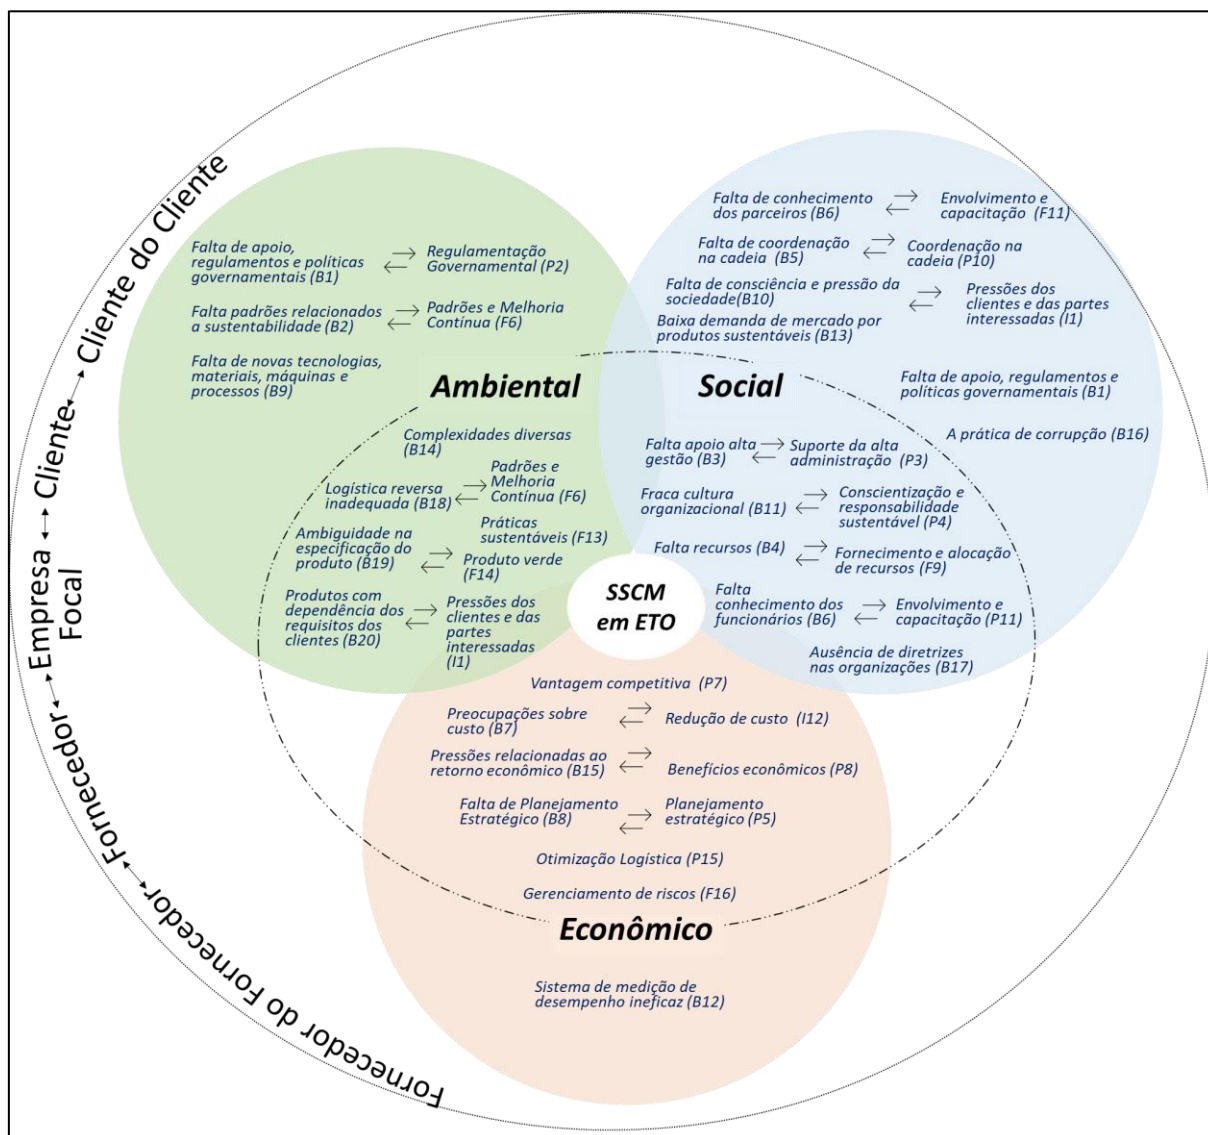 Cliente do Cliente
Cliente
Empresa
Focal
Fornecedor
Fornecedor do Fornecedor
Falta de apoio,
regulamentos e políticas
governamentais (B1)
Regulamentação
Governamental (P2)
Falta padrões relacionados
a sustentabilidade (B2)
Padrões e Melhoria
Contínua (F6)
Falta de novas tecnologias,
materiais, máquinas e
processos (B9)
Ambiental
Complexidades diversas
(B14)
Logística reversa
inadequada (B18)
Padrões e
Melhoria
Contínua (F6)
Práticas
sustentáveis (F13)
Ambiguidade na
especificação do
produto (B19)
Produto verde
(F14)
Produtos com
dependência dos
requisitos dos
clientes (B20)
Pressões dos
clientes e das
partes
interessadas
(I1)
Falta de conhecimento
dos parceiros (B6)
Envolvimento e
capacitação (F11)
Falta de coordenação
na cadeia (B5)
Coordenação na
cadeia (P10)
Falta de consciência e pressão da
sociedade(B10)
Baixa demanda de mercado por
produtos sustentáveis (B13)
Pressões dos
clientes e das partes
interessadas (I1)
Social
Falta de apoio, regulamentos e
políticas governamentais (B1)
A prática de corrupção (B16)
Falta apoio alta
gestão (B3)
Suporte da alta
administração (P3)
Fraca cultura
organizacional (B11)
Conscientização e
responsabilidade
sustentável (P4)
Falta recursos (B4)
Fornecimento e alocação
de recursos (F9)
Falta
conhecimento dos
funcionários (B6)
Envolvimento e
capacitação (P11)
Ausência de diretrizes
nas organizações (B17)
SSCM
em ETO
Vantagem competitiva (P7)
Preocupações sobre
custo (B7)
Redução de custo (I12)
Pressões relacionadas ao
retorno econômico (B15)
Benefícios econômicos (P8)
Falta de Planejamento
Estratégico (B8)
Planejamento
estratégico (P5)
Otimização Logística (P15)
Gerenciamento de riscos (F16)
Econômico
Sistema de medição de
desempenho ineficaz (B12)